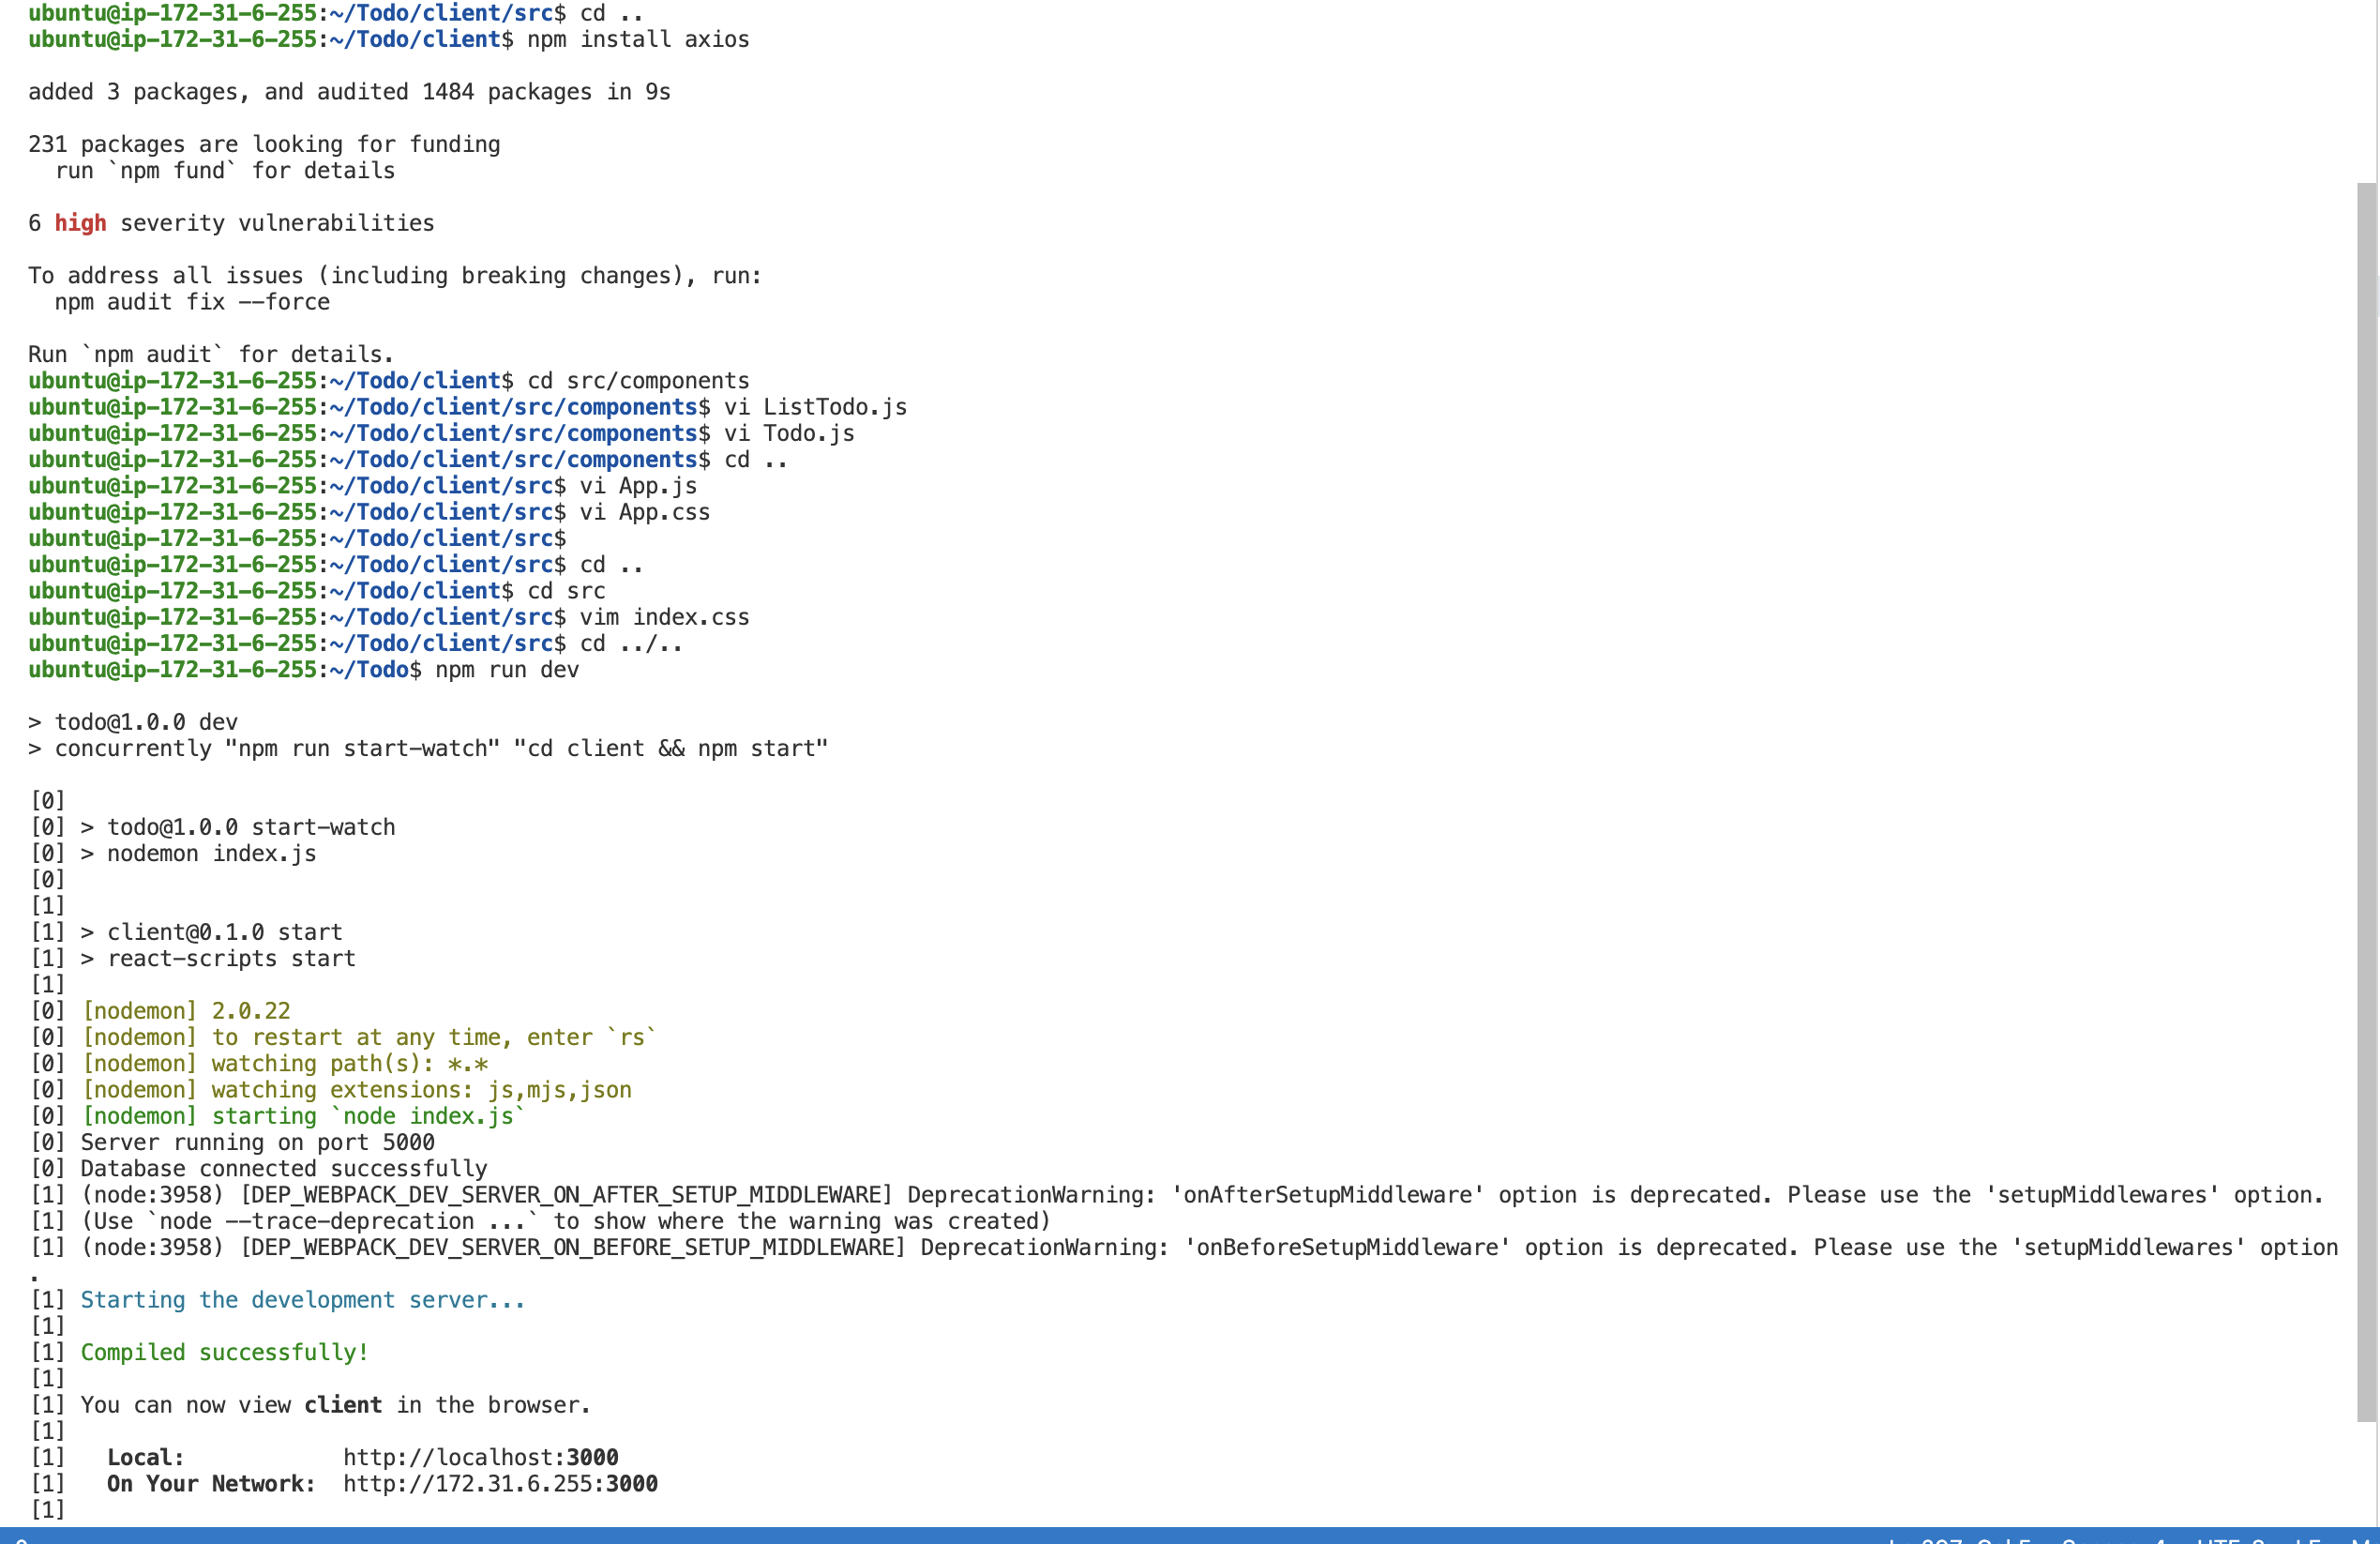 ubuntu@ip-172-31-6-255:~/Todo/client/src$ cd ..
ubuntu@ip-172-31-6-255:~/Todo/client$ npm install axios
added 3 packages, and audited 1484 packages in 9s
231 packages are looking for funding
  run `npm fund` for details
6 high severity vulnerabilities
To address all issues (including breaking changes), run:
  npm audit fix --force
Run `npm audit` for details.
ubuntu@ip-172-31-6-255:~/Todo/client$ cd src/components
ubuntu@ip-172-31-6-255:~/Todo/client/src/components$ vi ListTodo.js
ubuntu@ip-172-31-6-255:~/Todo/client/src/components$ vi Todo.js
ubuntu@ip-172-31-6-255:~/Todo/client/src/components$ cd ..
ubuntu@ip-172-31-6-255:~/Todo/client/src$ vi App.js
ubuntu@ip-172-31-6-255:~/Todo/client/src$ vi App.css
ubuntu@ip-172-31-6-255:~/Todo/client/src$
ubuntu@ip-172-31-6-255:~/Todo/client/src$ cd ..
ubuntu@ip-172-31-6-255:~/Todo/client$ cd src
ubuntu@ip-172-31-6-255:~/Todo/client/src$ vim index.css
ubuntu@ip-172-31-6-255:~/Todo/client/src$ cd ../..
ubuntu@ip-172-31-6-255:~/Todo$ npm run dev
> todo@1.0.0 dev
> concurrently "npm run start-watch" "cd client && npm start"
[0]
[0] > todo@1.0.0 start-watch
[0] > nodemon index.js
[0]
[1]
[1] > client@0.1.0 start
[1] > react-scripts start
[1]
[0] [nodemon] 2.0.22
[0] [nodemon] to restart at any time, enter `rs`
[0] [nodemon] watching path(s): *.*
[0] [nodemon] watching extensions: js,mjs,json
[0] [nodemon] starting `node index.js`
[0] Server running on port 5000
[0] Database connected successfully
[1] (node:3958) [DEP_WEBPACK_DEV_SERVER_ON_AFTER_SETUP_MIDDLEWARE] DeprecationWarning: 'onAfterSetupMiddleware' option is deprecated. Please use the 'setupMiddlewares' option.
[1] (Use `node --trace-deprecation ...` to show where the warning was created)
[1] (node:3958) [DEP_WEBPACK_DEV_SERVER_ON_BEFORE_SETUP_MIDDLEWARE] DeprecationWarning: 'onBeforeSetupMiddleware' option is deprecated. Please use the 'setupMiddlewares' option
.
[1] Starting the development server...
[1]
[1] Compiled successfully!
[1]
[1] You can now view client in the browser.
[1]
[1]   Local:            http://localhost:3000
[1]   On Your Network:  http://172.31.6.255:3000
[1]